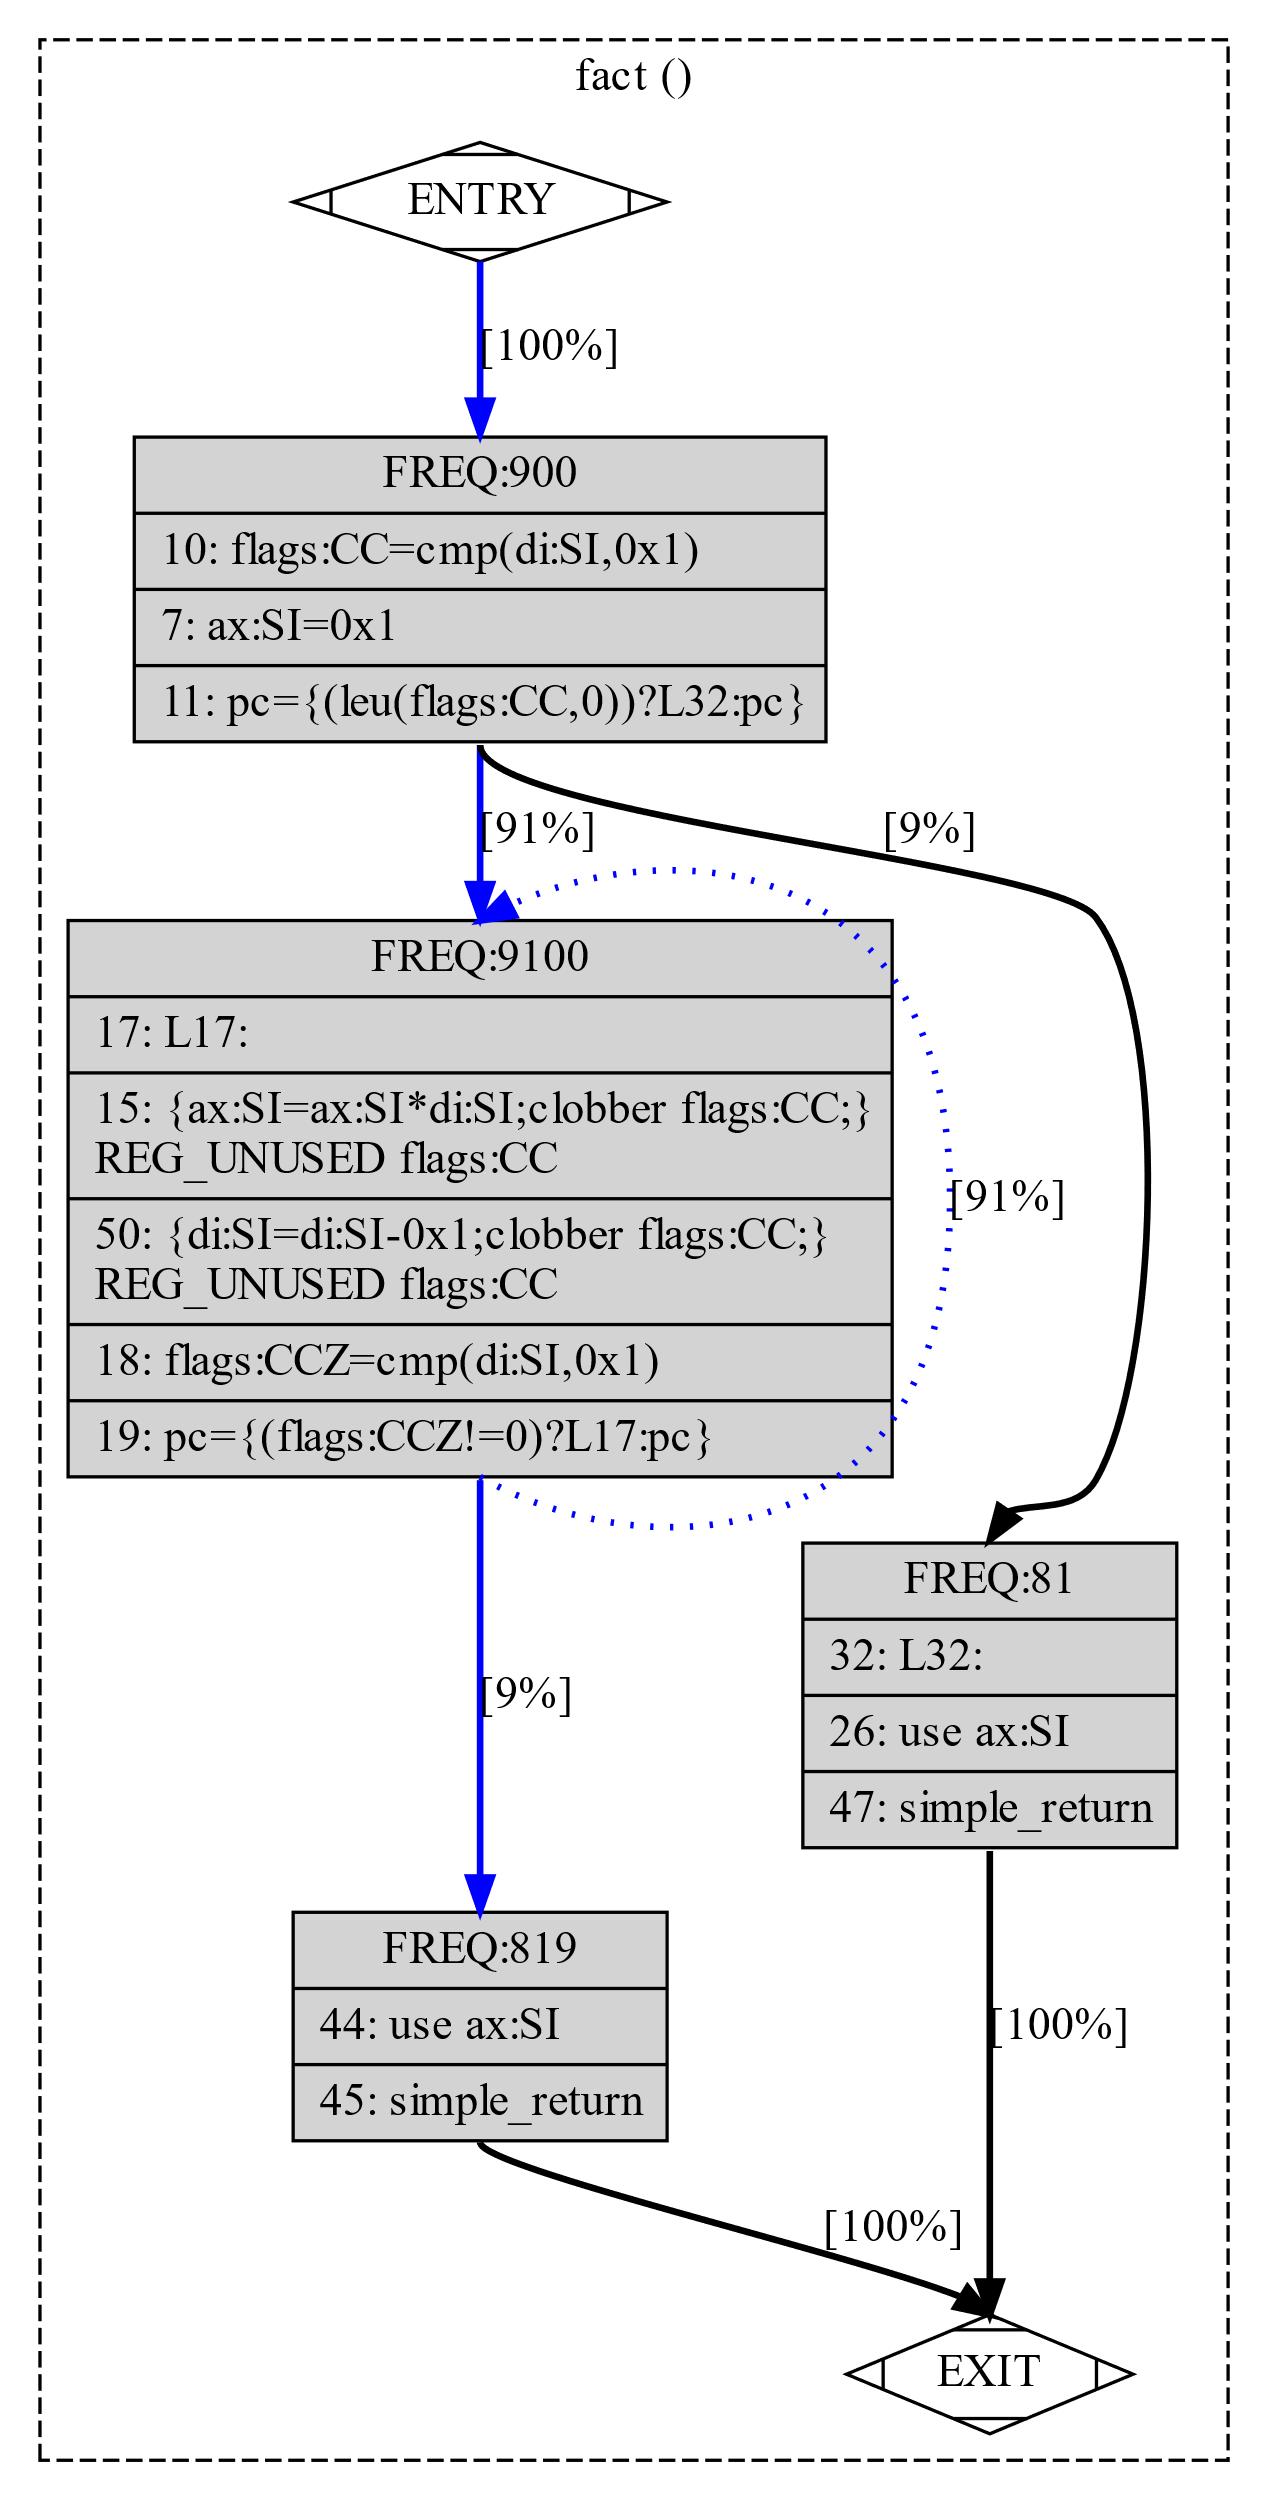 fact ()
ENTRY
[100%]
FREQ:900
10: flags:CC=cmp(di:SI,0x1)
7: ax:SI=0x1
11: pc={(leu(flags:CC,0))?L32:pc}
[91%]
[9%]
FREQ:9100
17: L17:
15: {ax:SI=ax:SI*di:SI;clobber flags:CC;}
REG_UNUSED flags:CC
50: {di:SI=di:SI-0x1;clobber flags:CC;}
REG_UNUSED flags:CC
18: flags:CCZ=cmp(di:SI,0x1)
19: pc={(flags:CCZ!=0)?L17:pc}
[91%]
[9%]
FREQ:81
32: L32:
26: use ax:SI
47: simple_return
FREQ:819
44: use ax:SI
45: simple_return
[100%]
[100%]
EXIT